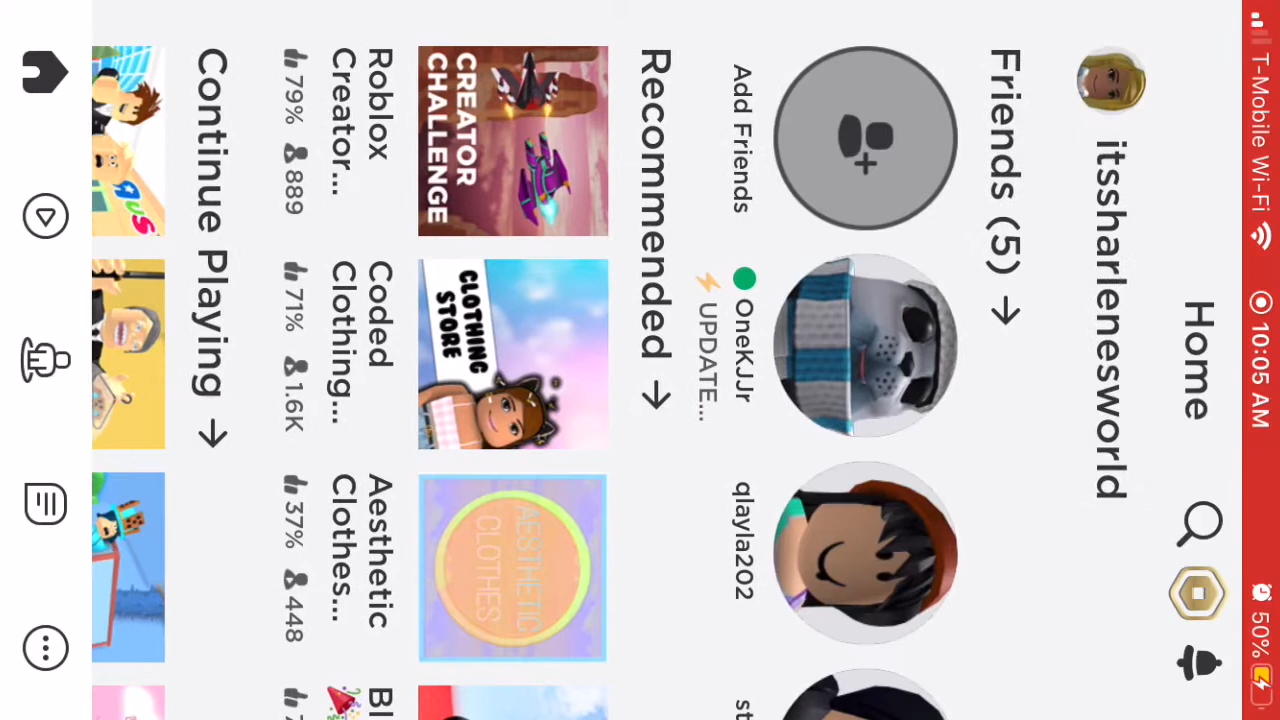 T-Mobile Wi-Fi 10:05 AM 50%
Home
itssharlenesworld
Friends (5)
Add Friends OneKJJr qlayla202
UPDATE...
Recommended
CREATOR
CHALLENGE
CLOTHING
STORE
AESTHETIC
CLOTHES
Roblox Coded Aesthetic
Creator... Clothing... Clothes...
79% 889 71% 1.6K 37% 448
Continue Playing